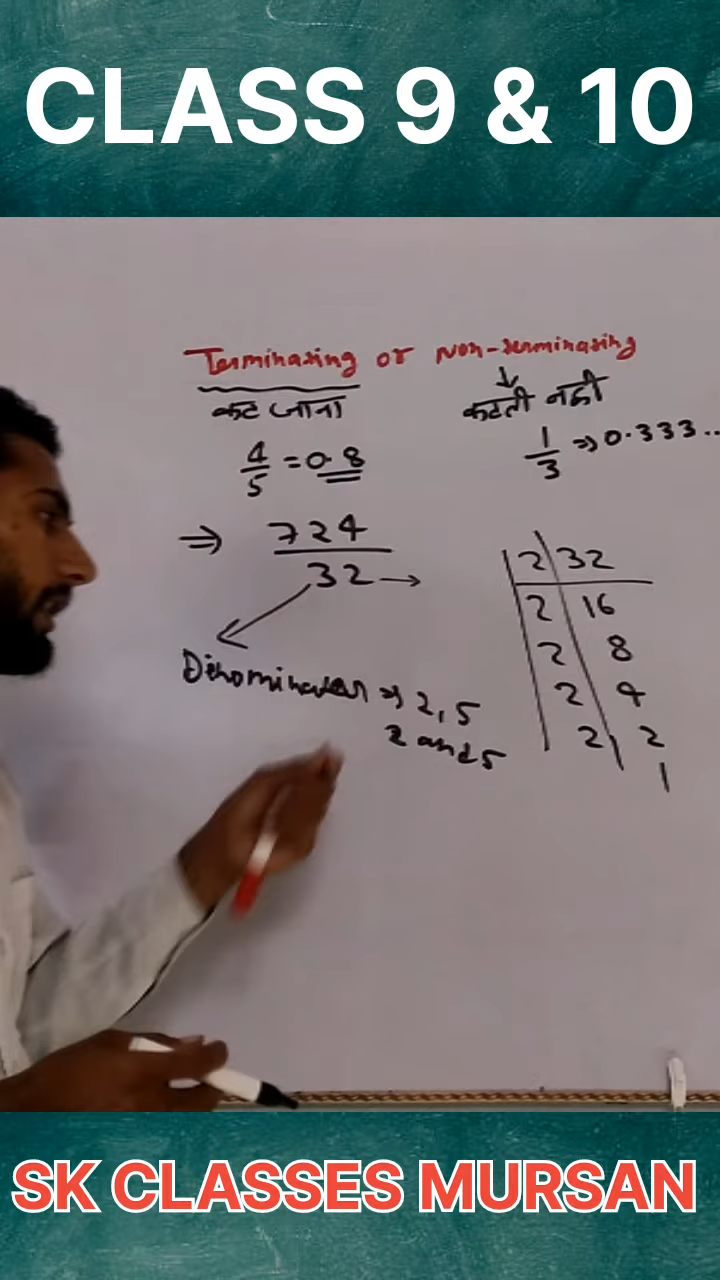 CLASS 9 & 10
Terminating or Non-terminating
कट जाना
कटती नही
4/5 = 0.8
1/3 ⇒ 0.333..
⇒ 724/32 →
2 | 32
2 | 16
2 | 8
2 | 4
2 | 2
1
Dinominator ⇒ 2, 5
2 and 5
SK CLASSES MURSAN